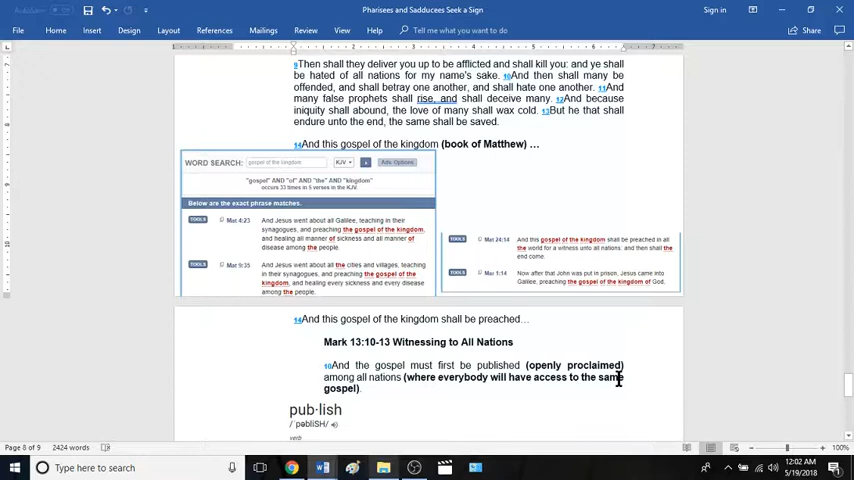 AutoSave
Pharisees and Sadducees Seek a Sign
Sign in
File Home Insert Design Layout References Mailings Review View Help Tell me what you want to do Share
9Then shall they deliver you up to be afflicted and shall kill you: and ye shall
be hated of all nations for my name's sake. 10And then shall many be
offended, and shall betray one another, and shall hate one another. 11And
many false prophets shall rise, and shall deceive many. 12And because
iniquity shall abound, the love of many shall wax cold. 13But he that shall
endure unto the end, the same shall be saved.
14And this gospel of the kingdom (book of Matthew) …
WORD SEARCH: gospel of the kingdom KJV Adv. Options
"gospel" AND "of" AND "the" AND "kingdom"
occurs 33 times in 5 verses in the KJV.
Below are the exact phrase matches.
TOOLS Mat 4:23 And Jesus went about all Galilee, teaching in their
synagogues, and preaching the gospel of the kingdom,
and healing all manner of sickness and all manner of
disease among the people.
TOOLS Mat 9:35 And Jesus went about all the cities and villages, teaching
in their synagogues, and preaching the gospel of the
kingdom, and healing every sickness and every disease
among the people.
TOOLS Mat 24:14 And this gospel of the kingdom shall be preached in all
the world for a witness unto all nations; and then shall the
end come.
TOOLS Mar 1:14 Now after that John was put in prison, Jesus came into
Galilee, preaching the gospel of the kingdom of God,
14And this gospel of the kingdom shall be preached…
Mark 13:10-13 Witnessing to All Nations
10And the gospel must first be published (openly proclaimed)
among all nations (where everybody will have access to the same
gospel).
pub·lish
/ˈpəbliSH/
verb
Page 8 of 9 2424 words
100%
Type here to search
12:02 AM
5/19/2018